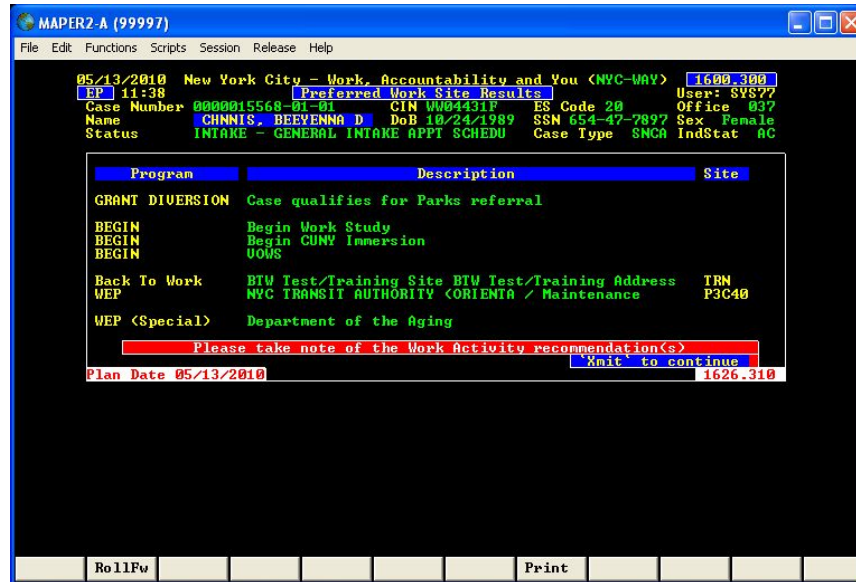 MAPER2-A (99997)
File Edit Functions Scripts Session Release Help
05/13/2010 New York City - Work, Accountability and You (NYC-WAY) 1600.300
EP 11:38 Preferred Work Site Results User: SYS77
Case Number 0000015568-01-01 CIN WW04431F ES Code 20 Office 037
Name CHNNIS, BEEYENNA D DoB 10/24/1989 SSN 654-47-7897 Sex Female
Status INTAKE - GENERAL INTAKE APPT SCHEDU Case Type SNCA IndStat AC
Program Description Site
GRANT DIVERSION Case qualifies for Parks referral
BEGIN Begin Work Study
BEGIN Begin CUNY Immersion
BEGIN VOWS
Back To Work BTW Test/Training Site BTW Test/Training Address TRN
WEP NYC TRANSIT AUTHORITY (ORIENTA / Maintenance P3C40
WEP (Special) Department of the Aging
Please take note of the Work Activity recommendation(s)
'Xmit' to continue
Plan Date 05/13/2010 1626.310
RollFw Print